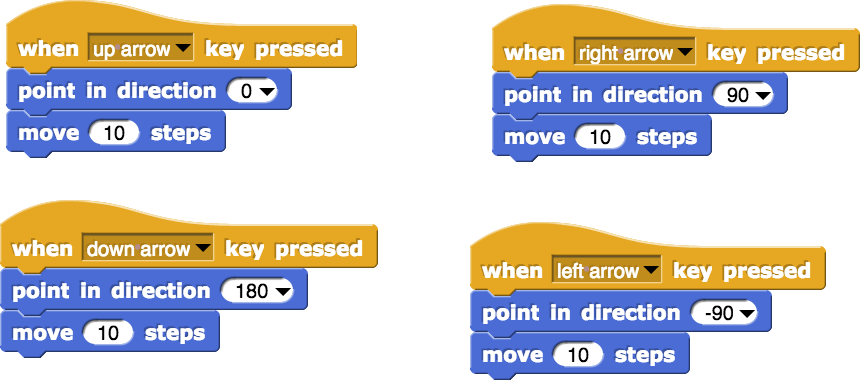 when up arrow key pressed
point in direction 0
move 10 steps
when right arrow key pressed
point in direction 90
move 10 steps
when down arrow key pressed
point in direction 180
move 10 steps
when left arrow key pressed
point in direction -90
move 10 steps